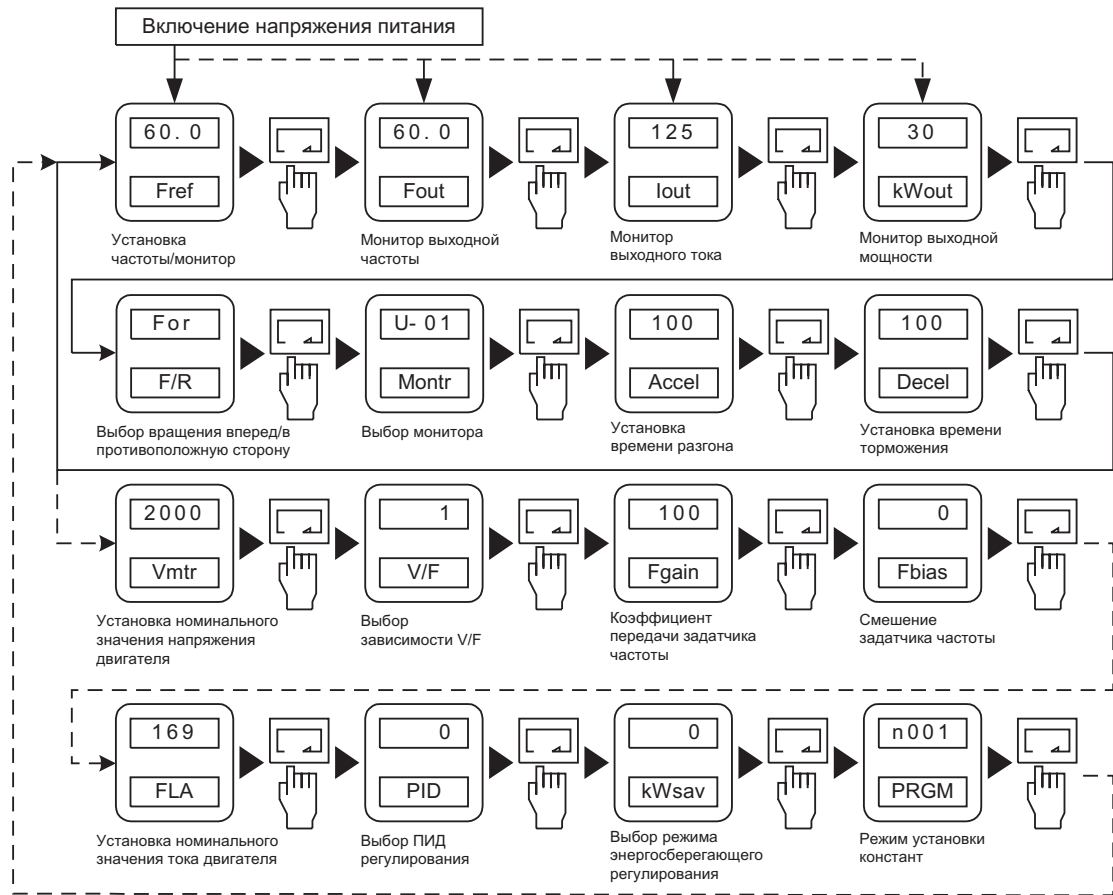 Включение напряжения питания
60.0
Fref
Установка
частоты/монитор
60.0
Fout
Монитор выходной
частоты
125
Iout
Монитор
выходного тока
30
kWout
Монитор выходной
мощности
For
F/R
Выбор вращения вперед/в
противоположную сторону
U-01
Montr
Выбор монитора
100
Accel
Установка
времени разгона
100
Decel
Установка времени
торможения
2000
Vmtr
Установка номинального
значения напряжения
двигателя
1
V/F
Выбор
зависимости V/F
100
Fgain
Коэффициент
передачи задатчика
частоты
0
Fbias
Смешение
задатчика частоты
169
FLA
Установка номинального
значения тока двигателя
0
PID
Выбор ПИД
регулирования
0
kWsav
Выбор режима
энергосберегающего
регулирования
n001
PRGM
Режим установки
констант